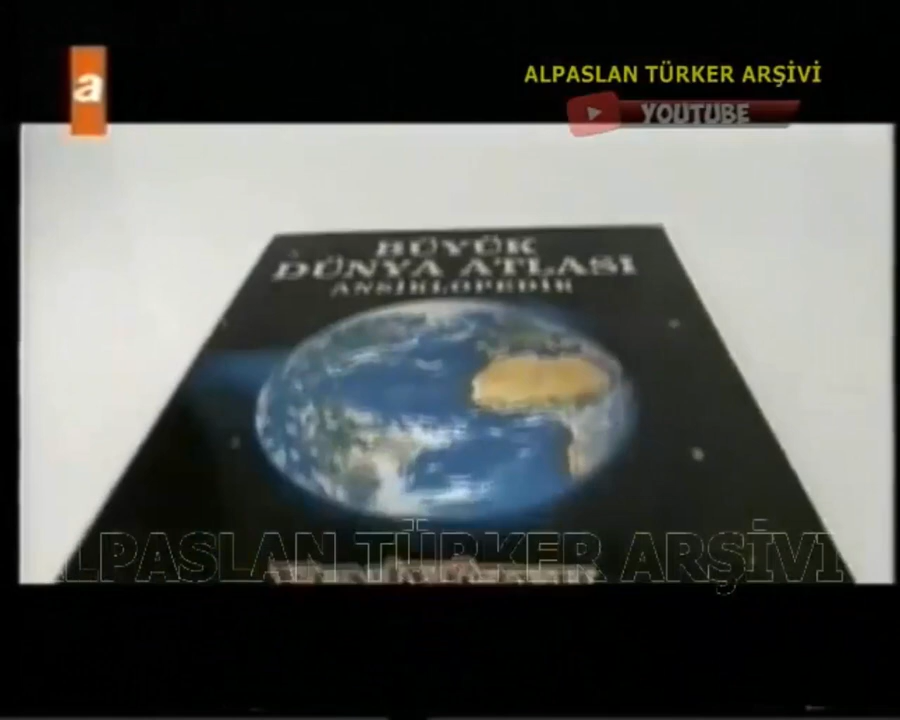 a
ALPASLAN TÜRKER ARŞİVİ
YOUTUBE
BÜYÜK
DÜNYA ATLASI
ANSİKLOPEDİK
ALPASLAN TÜRKER ARŞİVİ